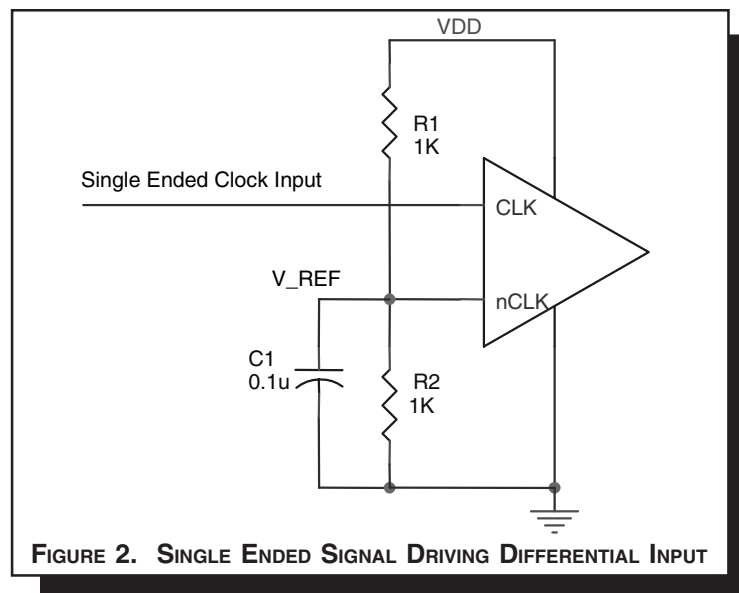 VDD
R1
1K
Single Ended Clock Input
CLK
V_REF
nCLK
C1
0.1u
R2
1K
FIGURE 2. SINGLE ENDED SIGNAL DRIVING DIFFERENTIAL INPUT